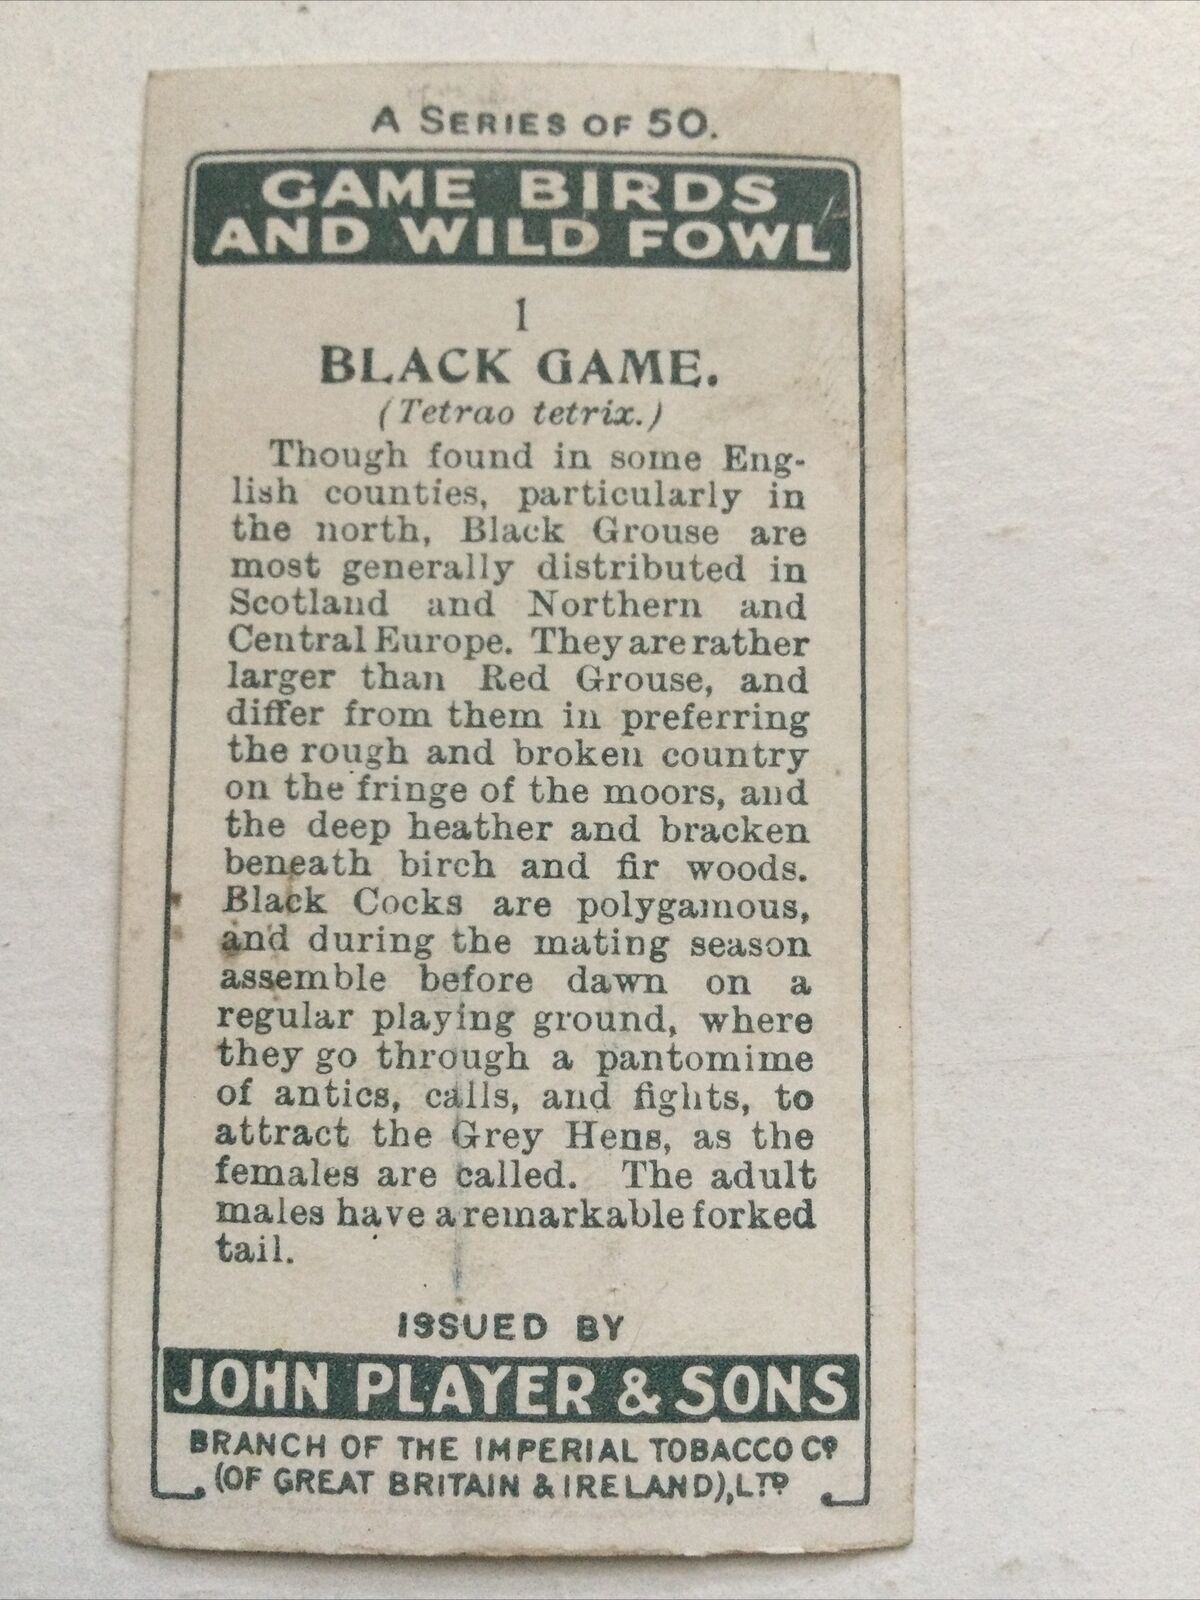 A SERIES OF 50.
GAME BIRDS
AND WILD FOWL
1
BLACK GAME.
(Tetrao tetrix.)
Though found in some Eng-
lish counties, particularly in
the north, Black Grouse are
most generally distributed in
Scotland and Northern and
Central Europe. They are rather
larger than Red Grouse, and
differ from them in preferring
the rough and broken country
on the fringe of the moors, and
the deep heather and bracken
beneath birch and fir woods.
Black Cocks are polygamous,
and during the mating season
assemble before dawn on a
regular playing ground, where
they go through a pantomime
of antics, calls, and fights, to
attract the Grey Hens, as the
females are called. The adult
males have a remarkable forked
tail.
ISSUED BY
JOHN PLAYER & SONS
BRANCH OF THE IMPERIAL TOBACCO CO.
(OF GREAT BRITAIN & IRELAND), LTD.